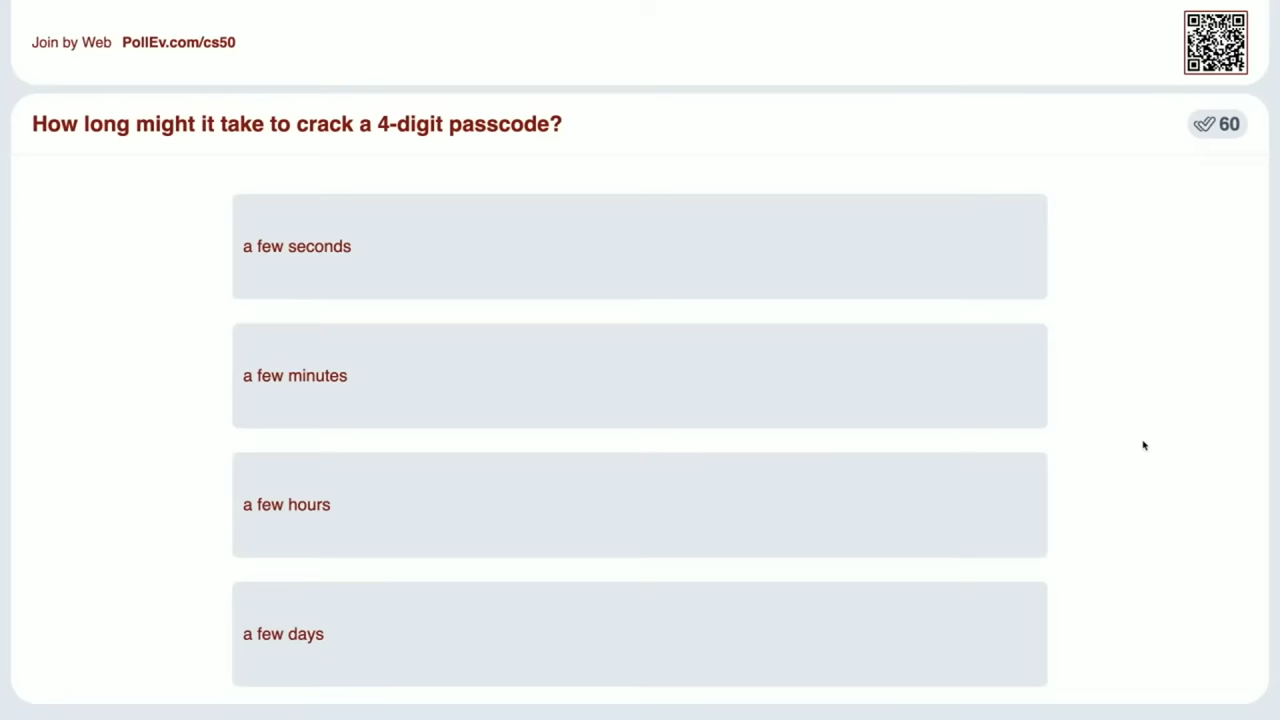 Join by Web PollEv.com/cs50
How long might it take to crack a 4-digit passcode?
60
a few seconds
a few minutes
a few hours
a few days